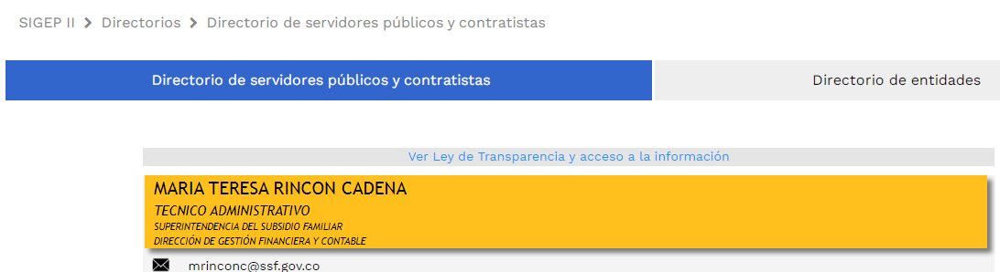 SIGEP II > Directorios > Directorio de servidores públicos y contratistas
Directorio de servidores públicos y contratistas
Directorio de entidades
Ver Ley de Transparencia y acceso a la información
MARIA TERESA RINCON CADENA
TECNICO ADMINISTRATIVO
SUPERINTENDENCIA DEL SUBSIDIO FAMILIAR
DIRECCIÓN DE GESTIÓN FINANCIERA Y CONTABLE
mrinconc@ssf.gov.co